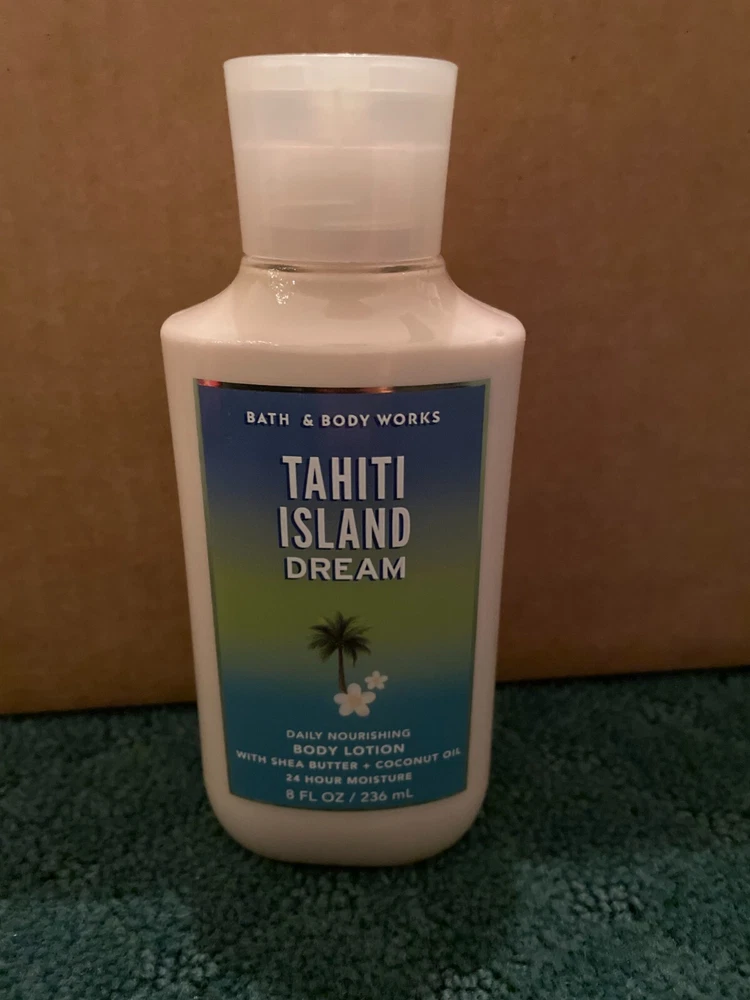 BATH & BODY WORKS
TAHITI
ISLAND
DREAM
DAILY NOURISHING
BODY LOTION
WITH SHEA BUTTER + COCONUT OIL
24 HOUR MOISTURE
8 FL OZ / 236 mL